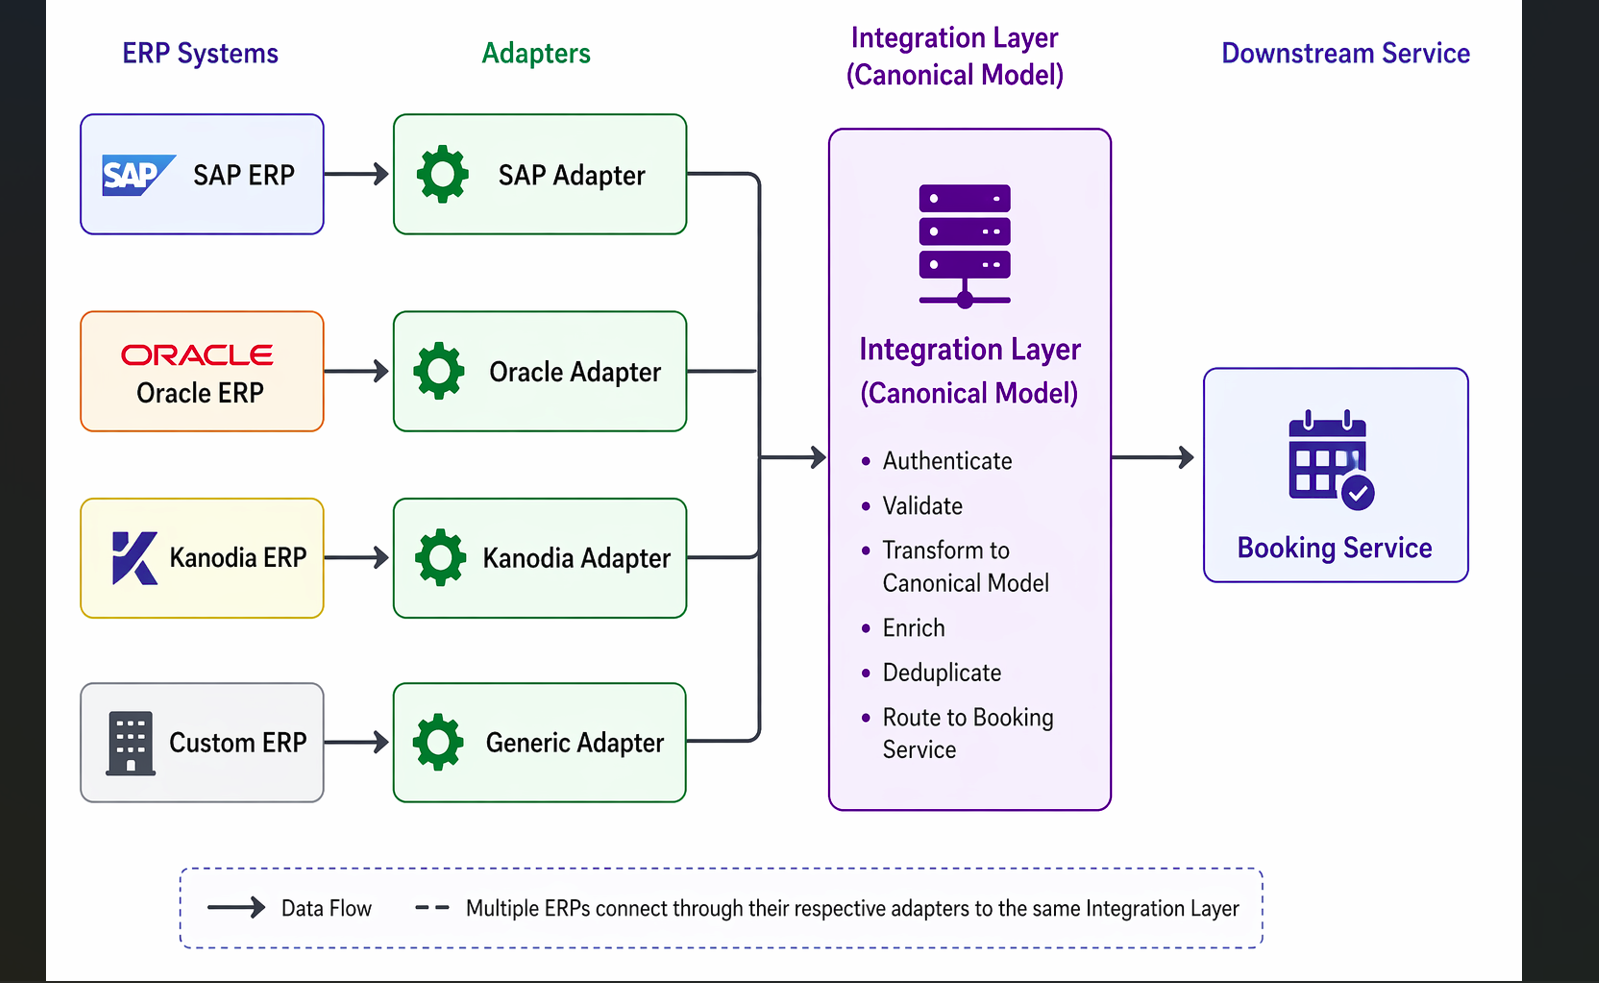 ERP Systems
Adapters
Integration Layer
(Canonical Model)
Downstream Service
SAP
SAP ERP
SAP Adapter
ORACLE
Oracle ERP
Oracle Adapter
Kanodia ERP
Kanodia Adapter
Custom ERP
Generic Adapter
Integration Layer
(Canonical Model)
• Authenticate
• Validate
• Transform to
Canonical Model
• Enrich
• Deduplicate
• Route to Booking
Service
Booking Service
Data Flow
Multiple ERPs connect through their respective adapters to the same Integration Layer